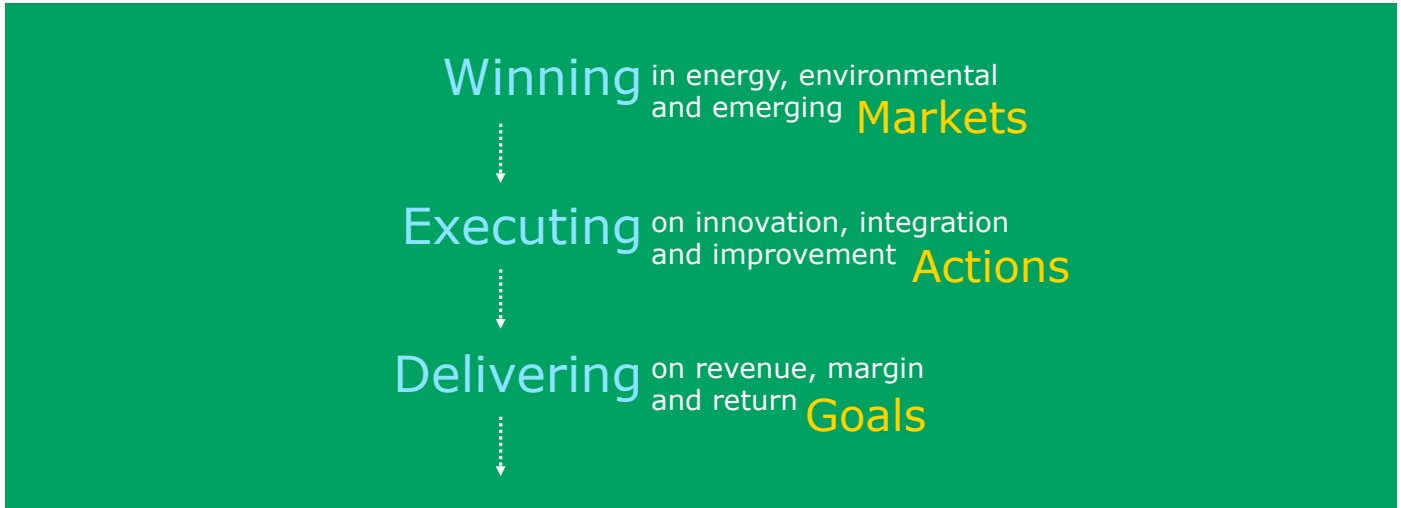 Winning in energy, environmental
and emerging Markets
Executing on innovation, integration
and improvement Actions
Delivering on revenue, margin
and return Goals